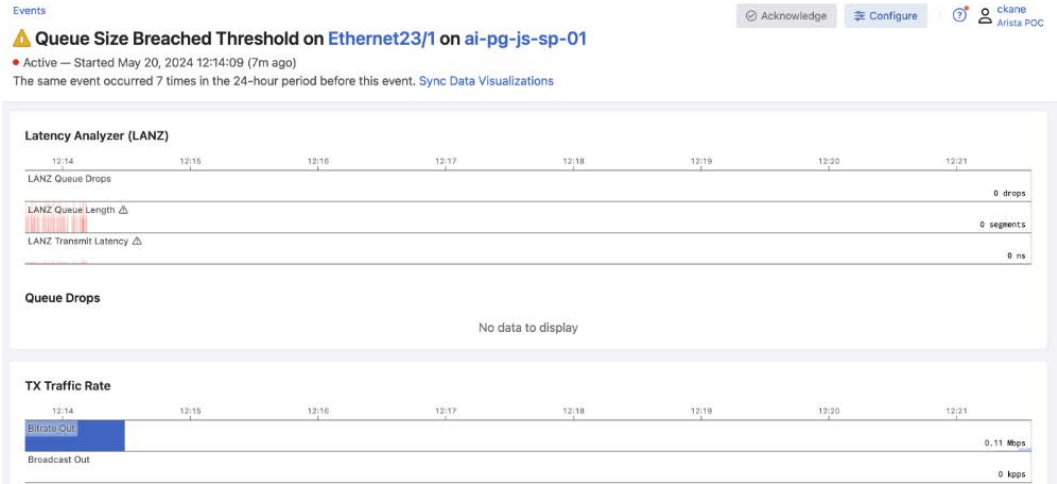 Events
Acknowledge
Configure
ckane
Arista POC
Queue Size Breached Threshold on Ethernet23/1 on ai-pg-js-sp-01
Active — Started May 20, 2024 12:14:09 (7m ago)
The same event occurred 7 times in the 24-hour period before this event. Sync Data Visualizations
Latency Analyzer (LANZ)
12:14 12:15 12:16 12:17 12:18 12:19 12:20 12:21
LANZ Queue Drops
0 drops
LANZ Queue Length
0 segments
LANZ Transmit Latency
0 ns
Queue Drops
No data to display
TX Traffic Rate
12:14 12:15 12:16 12:17 12:18 12:19 12:20 12:21
Bitrate Out
0.11 Mbps
Broadcast Out
0 kpps